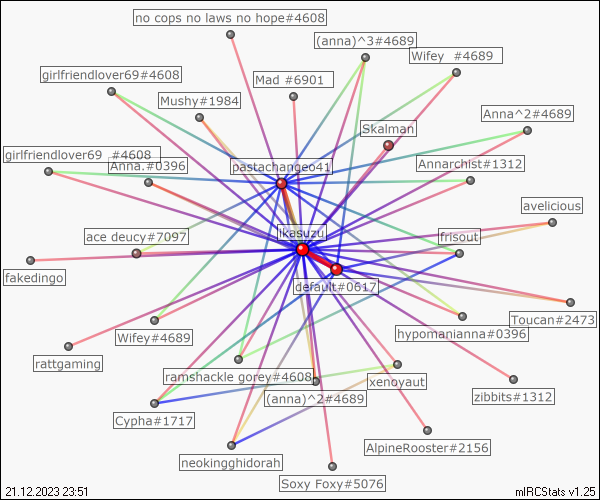 no cops no laws no hope#4608
(anna)^3#4689
Wifey  #4689
girlfriendlover69#4608
Mad #6901
Mushy#1984
Anna^2#4689
Skalman
girlfriendlover69  #4608
Anna.#0396
pastachangeo41
Annarchist#1312
avelicious
ace deucy#7097
ikasuzu
frisout
fakedingo
default#0617
Toucan#2473
Wifey#4689
hypomanianna#0396
rattgaming
ramshackle gorey#4608
xenoyaut
zibbits#1312
(anna)^2#4689
Cypha#1717
AlpineRooster#2156
neokingghidorah
Soxy Foxy#5076
21.12.2023 23:51
mIRCStats v1.25